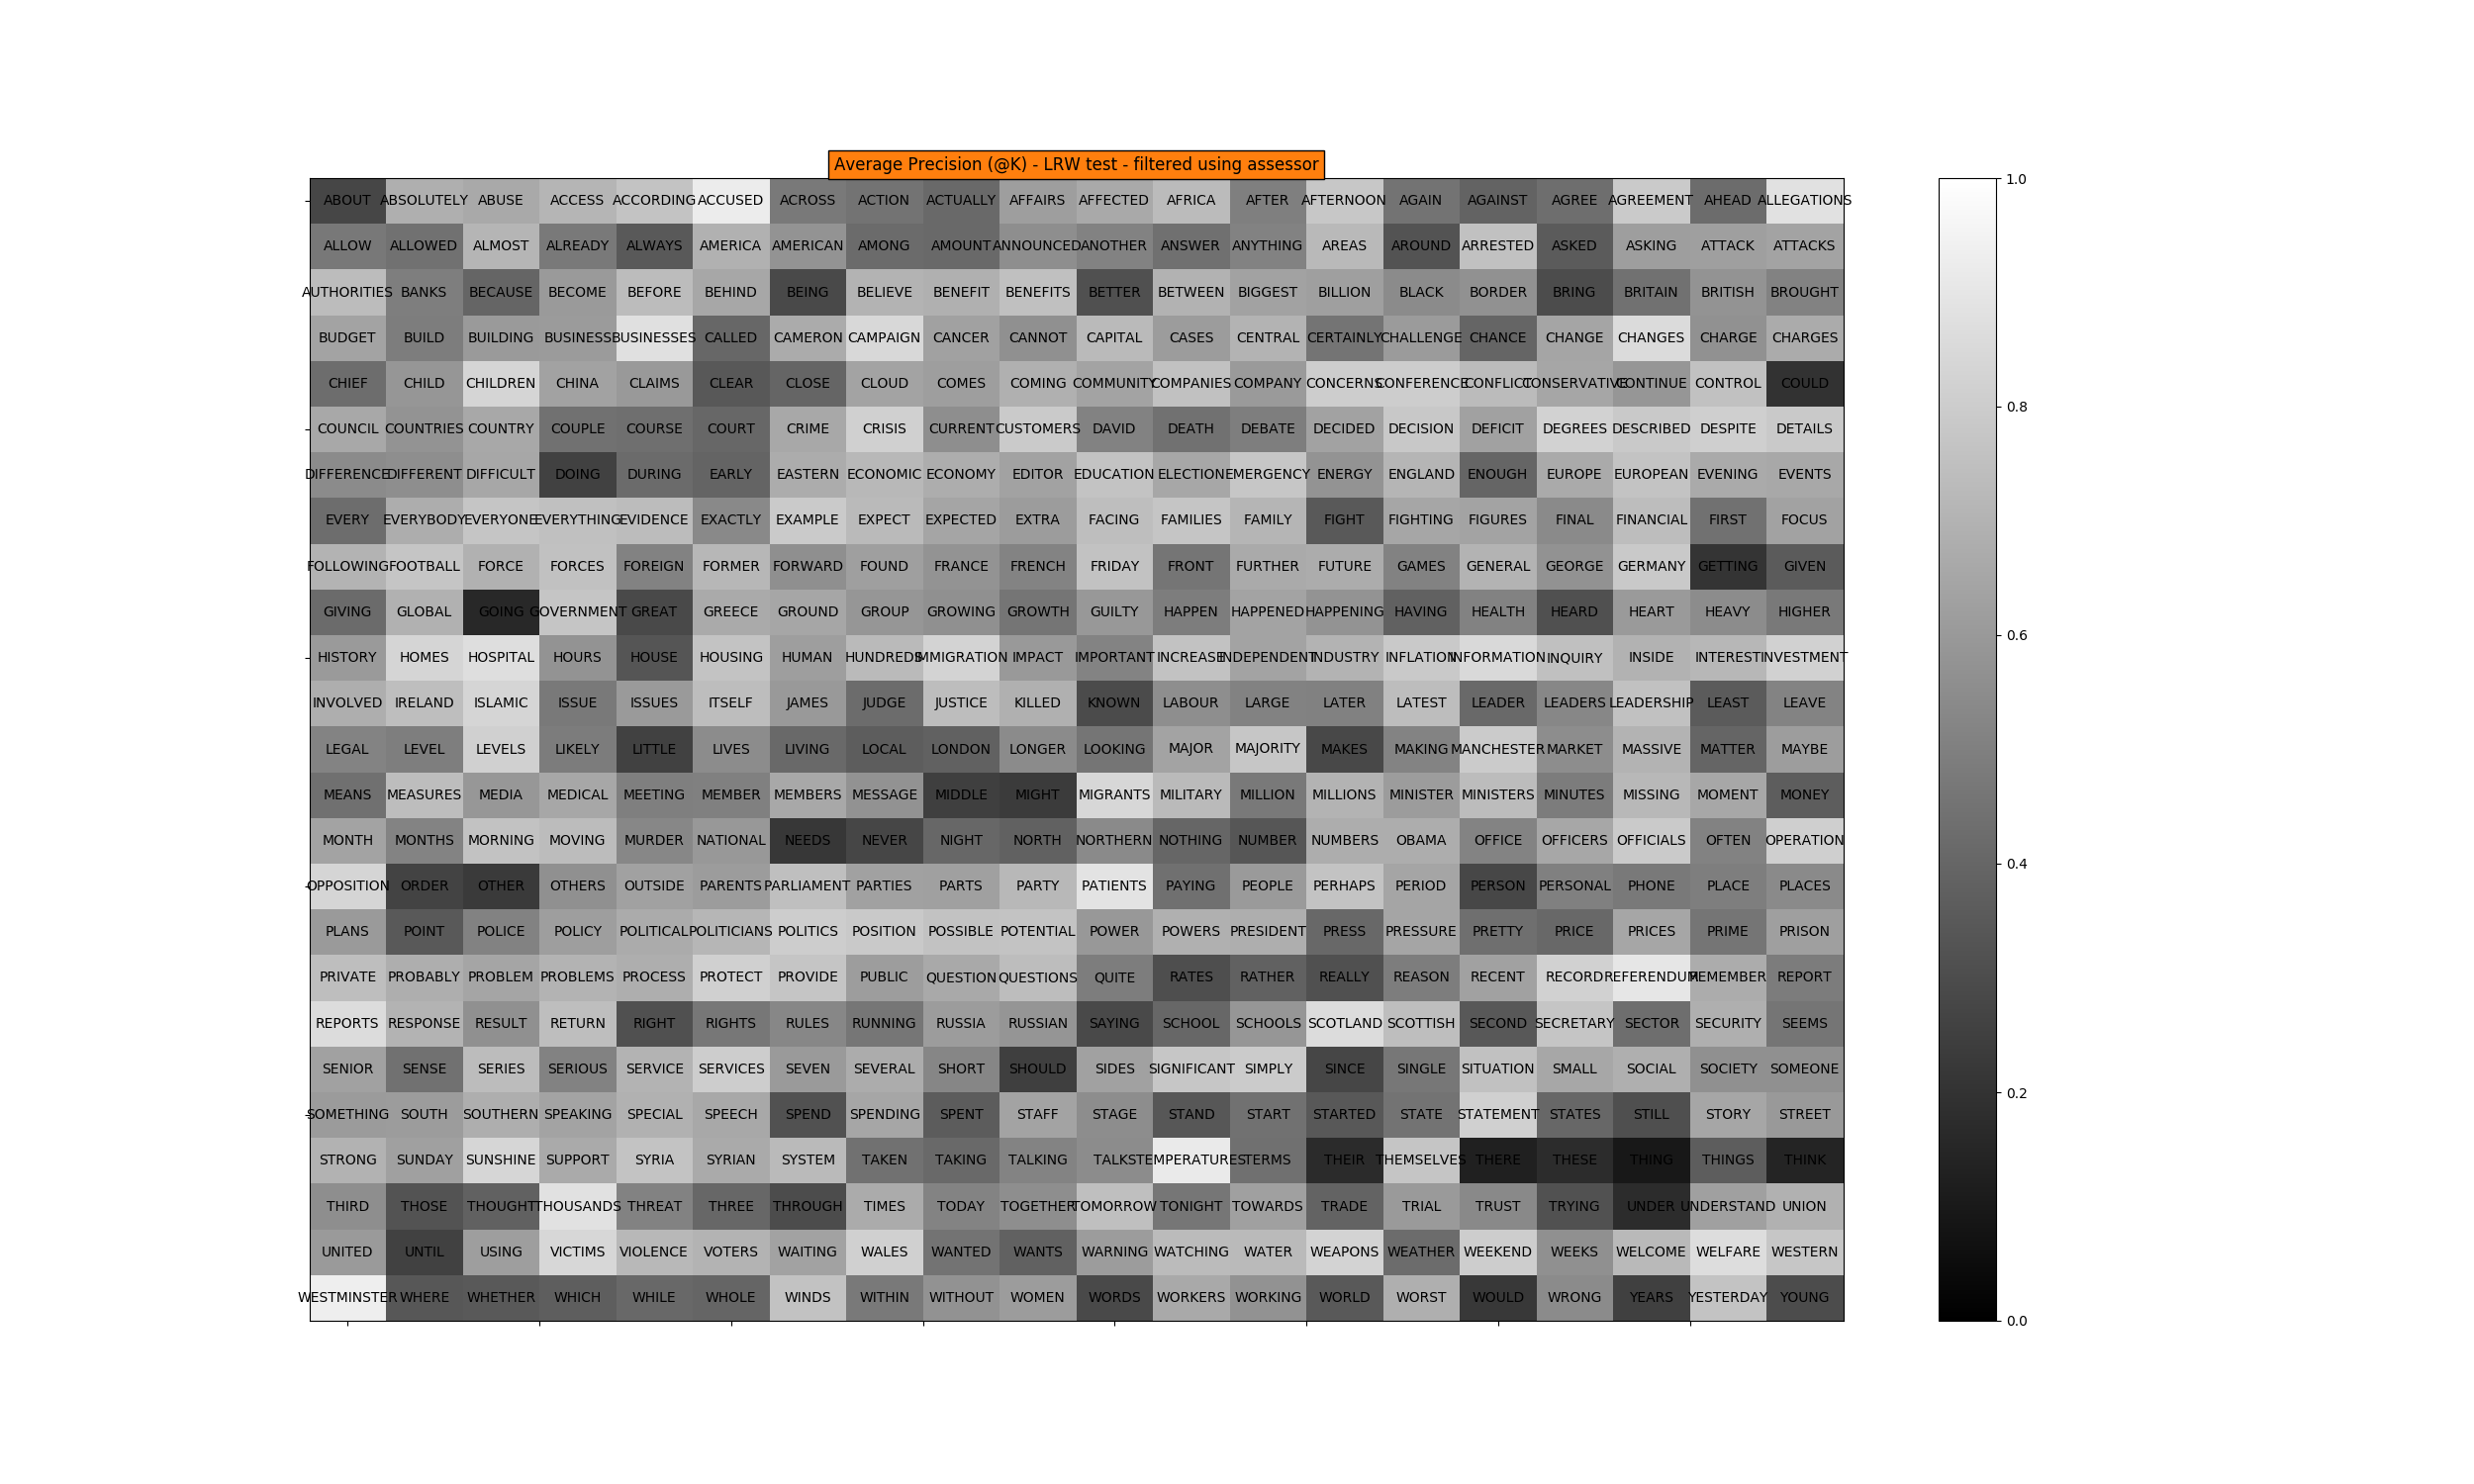 Average Precision (@K) - LRW test - filtered using assessor
ABOUT ABSOLUTELY ABUSE ACCESS ACCORDING ACCUSED ACROSS ACTION ACTUALLY AFFAIRS AFFECTED AFRICA AFTER AFTERNOON AGAIN AGAINST AGREE AGREEMENT AHEAD ALLEGATIONS
ALLOW ALLOWED ALMOST ALREADY ALWAYS AMERICA AMERICAN AMONG AMOUNT ANNOUNCED ANOTHER ANSWER ANYTHING AREAS AROUND ARRESTED ASKED ASKING ATTACK ATTACKS
AUTHORITIES BANKS BECAUSE BECOME BEFORE BEHIND BEING BELIEVE BENEFIT BENEFITS BETTER BETWEEN BIGGEST BILLION BLACK BORDER BRING BRITAIN BRITISH BROUGHT
BUDGET BUILD BUILDING BUSINESS BUSINESSES CALLED CAMERON CAMPAIGN CANCER CANNOT CAPITAL CASES CENTRAL CERTAINLY CHALLENGE CHANCE CHANGE CHANGES CHARGE CHARGES
CHIEF CHILD CHILDREN CHINA CLAIMS CLEAR CLOSE CLOUD COMES COMING COMMUNITY COMPANIES COMPANY CONCERNS CONFERENCE CONFLICT CONSERVATIVE CONTINUE CONTROL COULD
COUNCIL COUNTRIES COUNTRY COUPLE COURSE COURT CRIME CRISIS CURRENT CUSTOMERS DAVID DEATH DEBATE DECIDED DECISION DEFICIT DEGREES DESCRIBED DESPITE DETAILS
DIFFERENCE DIFFERENT DIFFICULT DOING DURING EARLY EASTERN ECONOMIC ECONOMY EDITOR EDUCATION ELECTION EMERGENCY ENERGY ENGLAND ENOUGH EUROPE EUROPEAN EVENING EVENTS
EVERY EVERYBODY EVERYONE EVERYTHING EVIDENCE EXACTLY EXAMPLE EXPECT EXPECTED EXTRA FACING FAMILIES FAMILY FIGHT FIGHTING FIGURES FINAL FINANCIAL FIRST FOCUS
FOLLOWING FOOTBALL FORCE FORCES FOREIGN FORMER FORWARD FOUND FRANCE FRENCH FRIDAY FRONT FURTHER FUTURE GAMES GENERAL GEORGE GERMANY GETTING GIVEN
GIVING GLOBAL GOING GOVERNMENT GREAT GREECE GROUND GROUP GROWING GROWTH GUILTY HAPPEN HAPPENED HAPPENING HAVING HEALTH HEARD HEART HEAVY HIGHER
HISTORY HOMES HOSPITAL HOURS HOUSE HOUSING HUMAN HUNDREDS IMMIGRATION IMPACT IMPORTANT INCREASE INDEPENDENT INDUSTRY INFLATION INFORMATION INQUIRY INSIDE INTEREST INVESTMENT
INVOLVED IRELAND ISLAMIC ISSUE ISSUES ITSELF JAMES JUDGE JUSTICE KILLED KNOWN LABOUR LARGE LATER LATEST LEADER LEADERS LEADERSHIP LEAST LEAVE
LEGAL LEVEL LEVELS LIKELY LITTLE LIVES LIVING LOCAL LONDON LONGER LOOKING MAJOR MAJORITY MAKES MAKING MANCHESTER MARKET MASSIVE MATTER MAYBE
MEANS MEASURES MEDIA MEDICAL MEETING MEMBER MEMBERS MESSAGE MIDDLE MIGHT MIGRANTS MILITARY MILLION MILLIONS MINISTER MINISTERS MINUTES MISSING MOMENT MONEY
MONTH MONTHS MORNING MOVING MURDER NATIONAL NEEDS NEVER NIGHT NORTH NORTHERN NOTHING NUMBER NUMBERS OBAMA OFFICE OFFICERS OFFICIALS OFTEN OPERATION
OPPOSITION ORDER OTHER OTHERS OUTSIDE PARENTS PARLIAMENT PARTIES PARTS PARTY PATIENTS PAYING PEOPLE PERHAPS PERIOD PERSON PERSONAL PHONE PLACE PLACES
PLANS POINT POLICE POLICY POLITICAL POLITICIANS POLITICS POSITION POSSIBLE POTENTIAL POWER POWERS PRESIDENT PRESS PRESSURE PRETTY PRICE PRICES PRIME PRISON
PRIVATE PROBABLY PROBLEM PROBLEMS PROCESS PROTECT PROVIDE PUBLIC QUESTION QUESTIONS QUITE RATES RATHER REALLY REASON RECENT RECORD REFERENDUM REMEMBER REPORT
REPORTS RESPONSE RESULT RETURN RIGHT RIGHTS RULES RUNNING RUSSIA RUSSIAN SAYING SCHOOL SCHOOLS SCOTLAND SCOTTISH SECOND SECRETARY SECTOR SECURITY SEEMS
SENIOR SENSE SERIES SERIOUS SERVICE SERVICES SEVEN SEVERAL SHORT SHOULD SIDES SIGNIFICANT SIMPLY SINCE SINGLE SITUATION SMALL SOCIAL SOCIETY SOMEONE
SOMETHING SOUTH SOUTHERN SPEAKING SPECIAL SPEECH SPEND SPENDING SPENT STAFF STAGE STAND START STARTED STATE STATEMENT STATES STILL STORY STREET
STRONG SUNDAY SUNSHINE SUPPORT SYRIA SYRIAN SYSTEM TAKEN TAKING TALKING TALKS TEMPERATURES TERMS THEIR THEMSELVES THERE THESE THING THINGS THINK
THIRD THOSE THOUGHT THOUSANDS THREAT THREE THROUGH TIMES TODAY TOGETHER TOMORROW TONIGHT TOWARDS TRADE TRIAL TRUST TRYING UNDER UNDERSTAND UNION
UNITED UNTIL USING VICTIMS VIOLENCE VOTERS WAITING WALES WANTED WANTS WARNING WATCHING WATER WEAPONS WEATHER WEEKEND WEEKS WELCOME WELFARE WESTERN
WESTMINSTER WHERE WHETHER WHICH WHILE WHOLE WINDS WITHIN WITHOUT WOMEN WORDS WORKERS WORKING WORLD WORST WOULD WRONG YEARS YESTERDAY YOUNG
1.0
0.8
0.6
0.4
0.2
0.0